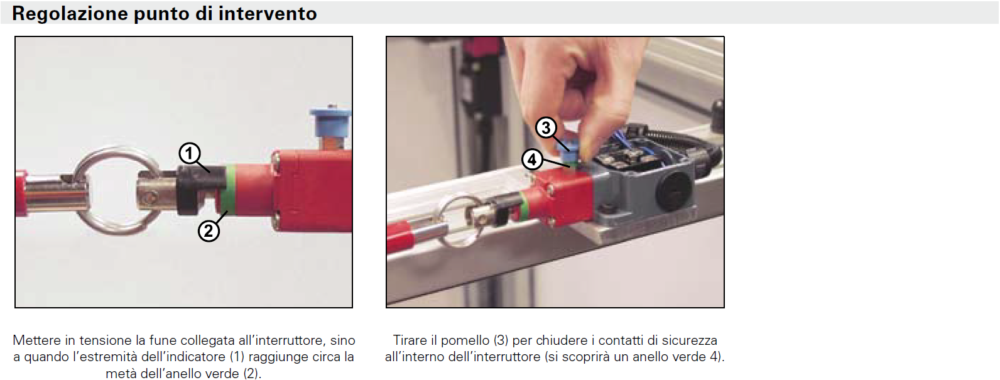 Regolazione punto di intervento
1
2
3
4
Mettere in tensione la fune collegata all'interruttore, sino
a quando l'estremità dell'indicatore (1) raggiunge circa la
metà dell'anello verde (2).
Tirare il pomello (3) per chiudere i contatti di sicurezza
all'interno dell'interruttore (si scoprirà un anello verde 4).